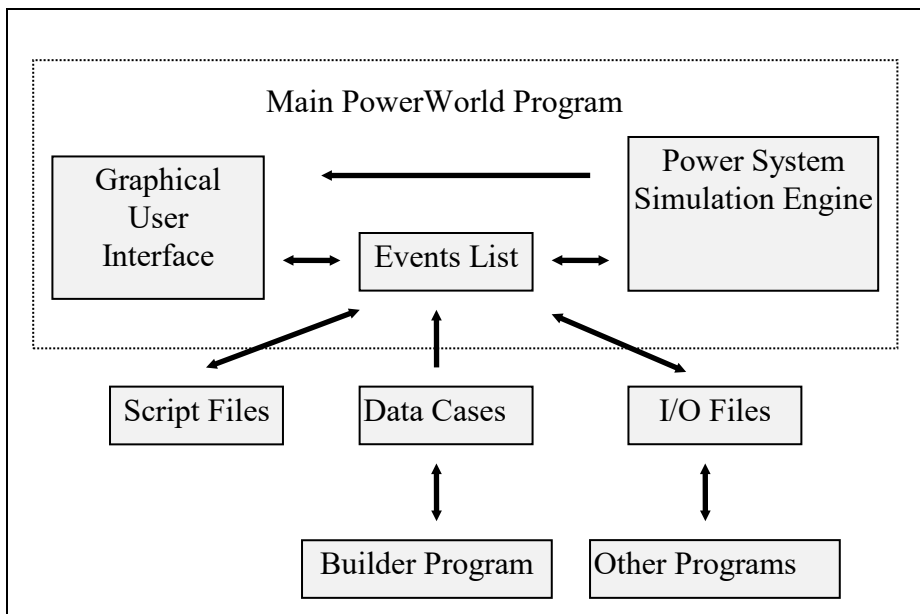 Main PowerWorld Program
Graphical
User
Interface
Power System
Simulation Engine
Events List
Script Files
Data Cases
I/O Files
Builder Program
Other Programs